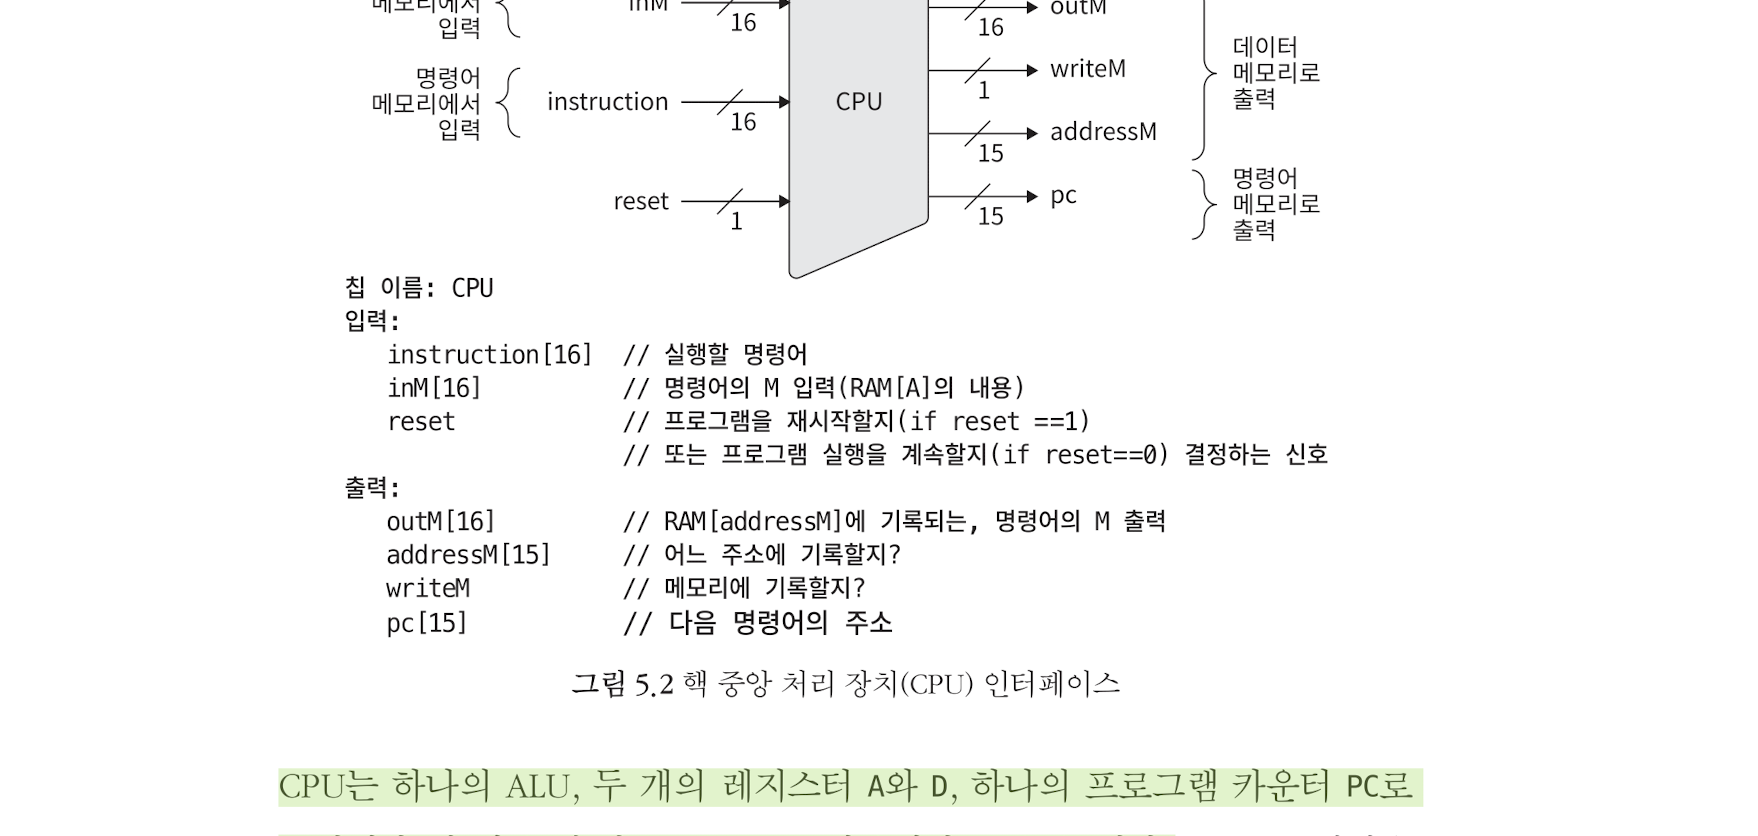 메모리에서
입력
inM
16
명령어
메모리에서
입력
instruction
16
reset
1
CPU
outM
16
writeM
1
addressM
15
pc
15
데이터
메모리로
출력
명령어
메모리로
출력
칩 이름: CPU
입력:
instruction[16] // 실행할 명령어
inM[16] // 명령어의 M 입력(RAM[A]의 내용)
reset // 프로그램을 재시작할지(if reset ==1)
// 또는 프로그램 실행을 계속할지(if reset==0) 결정하는 신호
출력:
outM[16] // RAM[addressM]에 기록되는, 명령어의 M 출력
addressM[15] // 어느 주소에 기록할지?
writeM // 메모리에 기록할지?
pc[15] // 다음 명령어의 주소
그림 5.2 핵 중앙 처리 장치(CPU) 인터페이스
CPU는 하나의 ALU, 두 개의 레지스터 A와 D, 하나의 프로그램 카운터 PC로